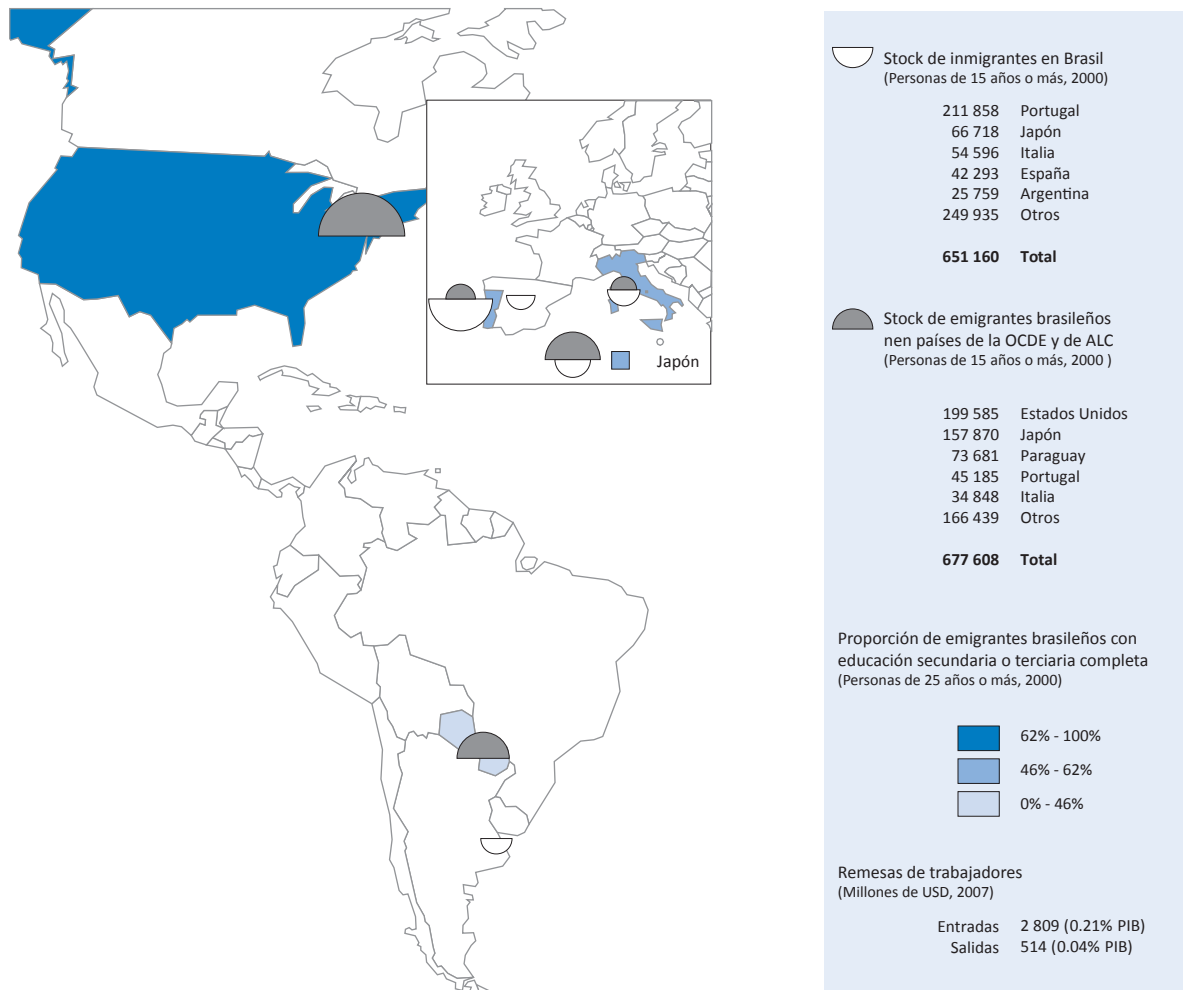 Japón
Stock de inmigrantes en Brasil
(Personas de 15 años o más, 2000)
211 858 Portugal
66 718 Japón
54 596 Italia
42 293 España
25 759 Argentina
249 935 Otros
651 160 Total
Stock de emigrantes brasileños
nen países de la OCDE y de ALC
(Personas de 15 años o más, 2000 )
199 585 Estados Unidos
157 870 Japón
73 681 Paraguay
45 185 Portugal
34 848 Italia
166 439 Otros
677 608 Total
Proporción de emigrantes brasileños con
educación secundaria o terciaria completa
(Personas de 25 años o más, 2000)
62% - 100%
46% - 62%
0% - 46%
Remesas de trabajadores
(Millones de USD, 2007)
Entradas 2 809 (0.21% PIB)
Salidas 514 (0.04% PIB)